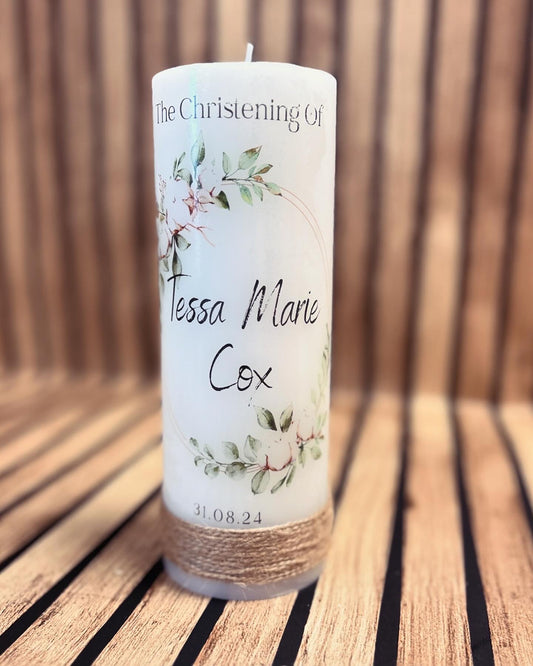 The Christening Of
Tessa Marie
Cox
31.08.24